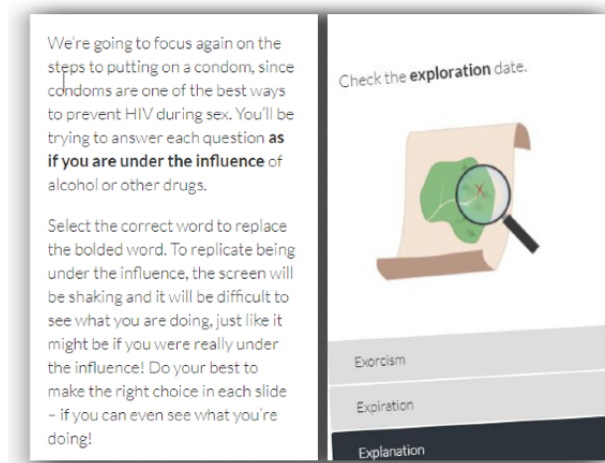 We're going to focus again on the
steps to putting on a condom, since
condoms are one of the best ways
to prevent HIV during sex. You'll be
trying to answer each question as
if you are under the influence of
alcohol or other drugs.
Select the correct word to replace
the bolded word. To replicate being
under the influence, the screen will
be shaking and it will be difficult to
see what you are doing, just like it
might be if you were really under
the influence! Do your best to
make the right choice in each slide
– if you can even see what you're
doing!
Check the exploration date.
Exorcism
Expiration
Explanation